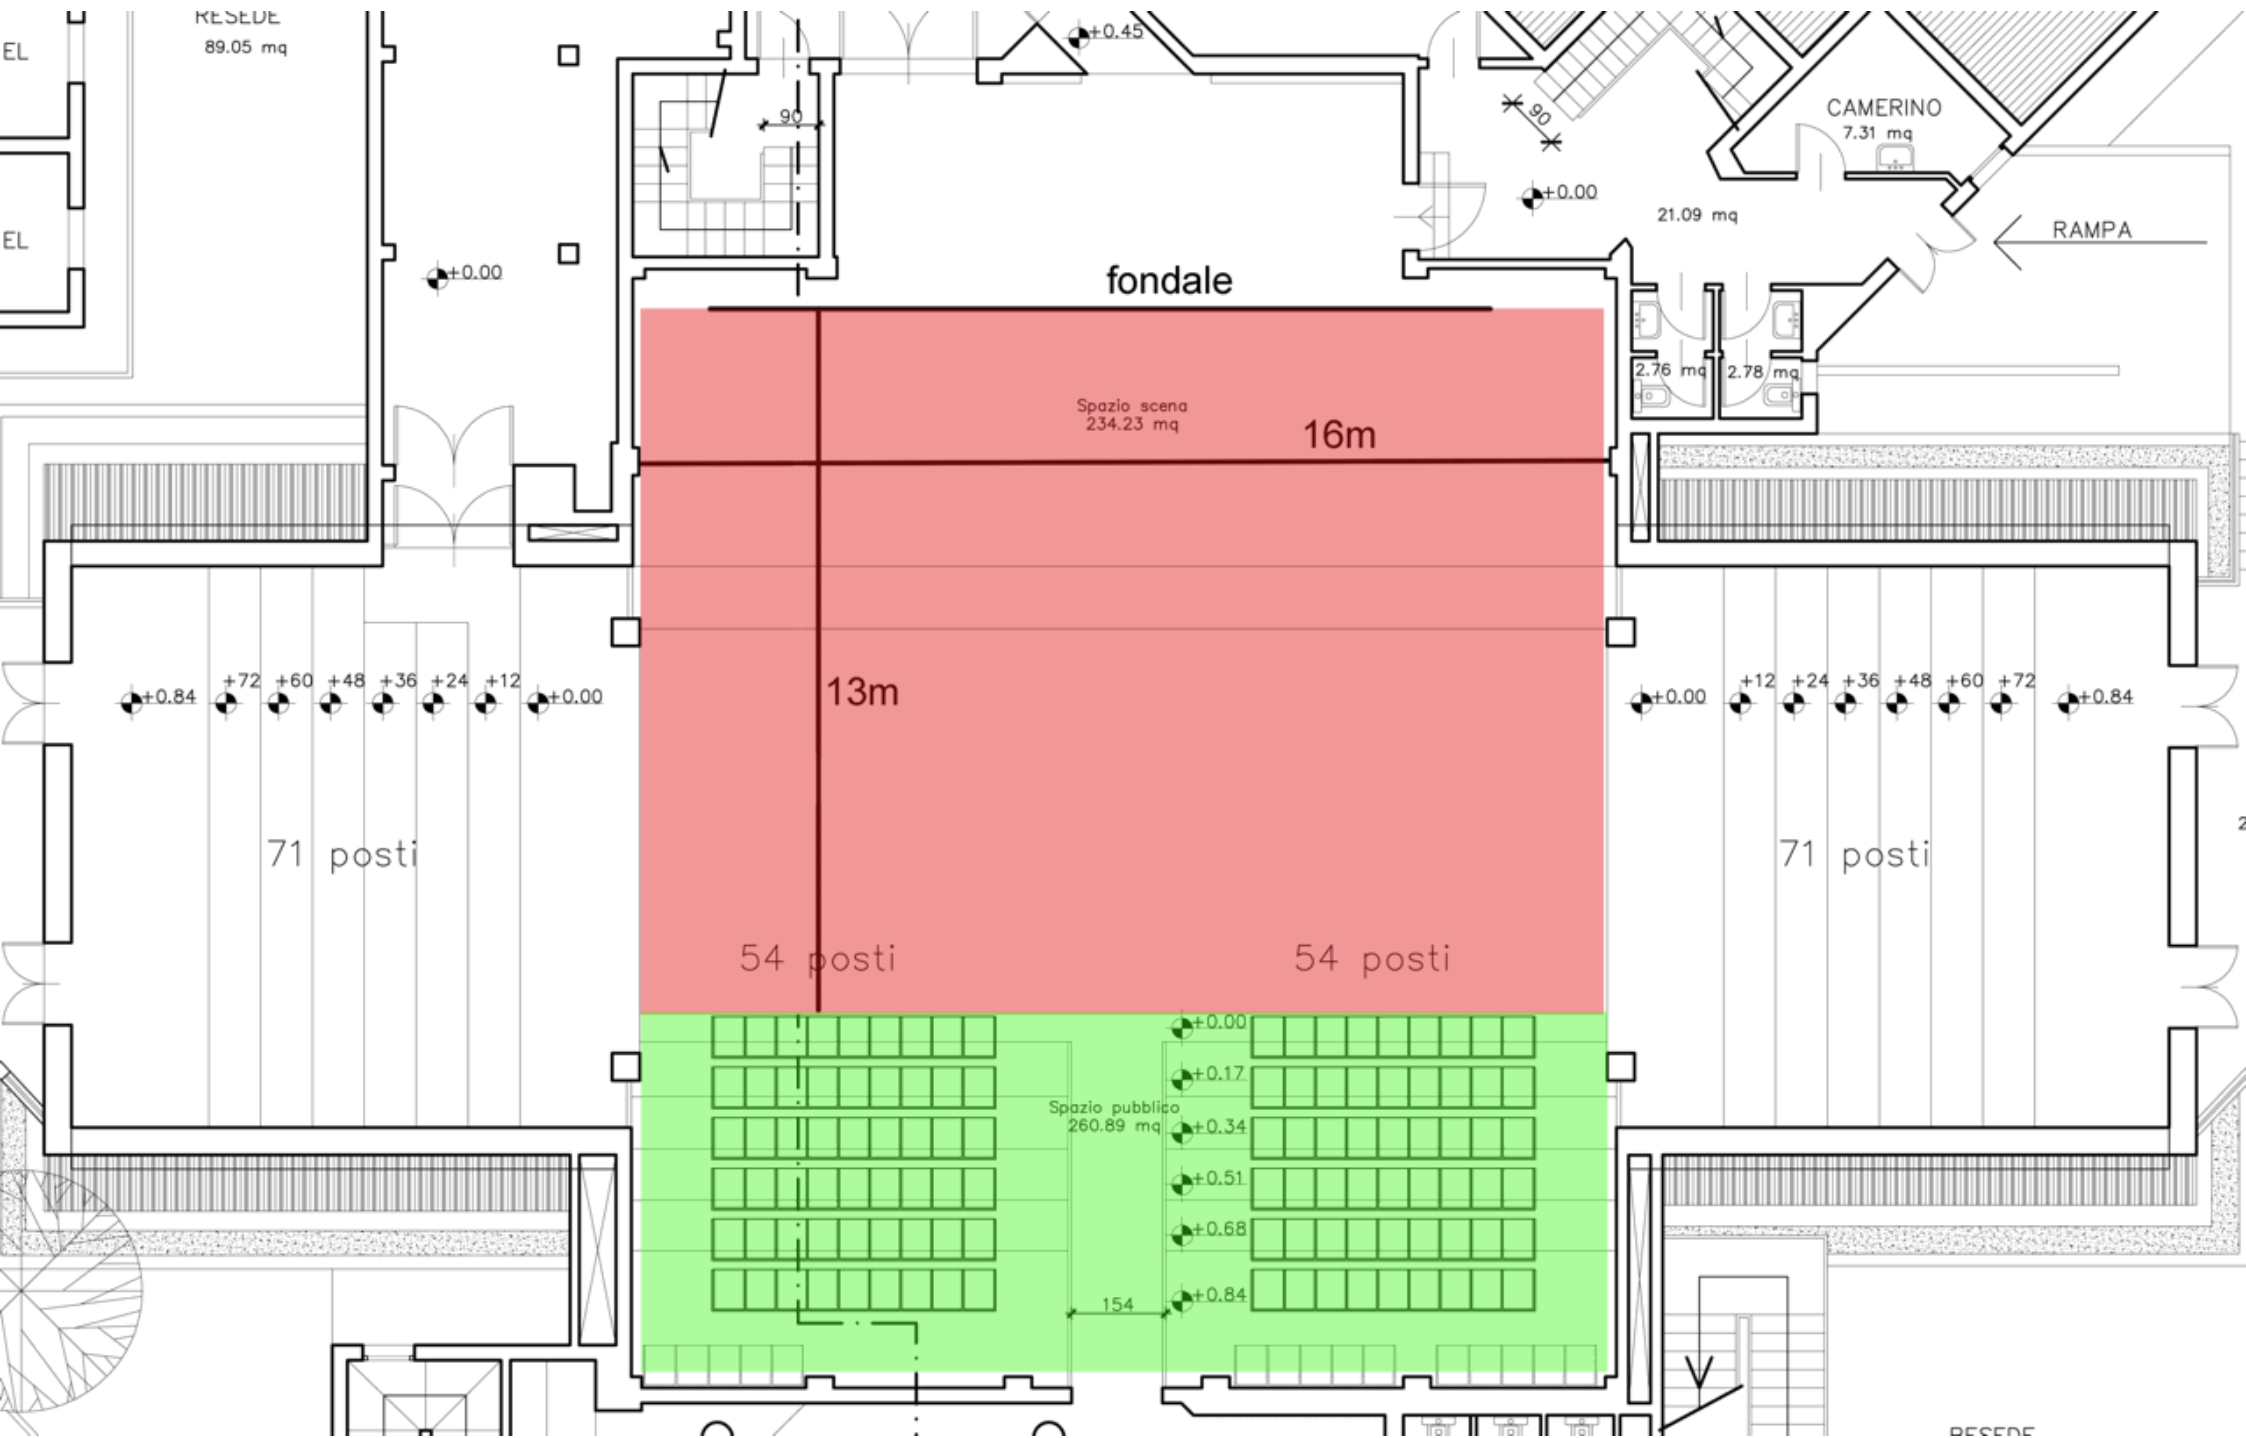 RESEDE
89.05 mq
EL
EL
+0.45
90
90
CAMERINO
7.31 mq
+0.00
21.09 mq
RAMPA
+0.00
fondale
2.76 mq
2.78 mq
Spazio scena
234.23 mq
16m
13m
+0.84
+72
+60
+48
+36
+24
+12
+0.00
+0.00
+12
+24
+36
+48
+60
+72
+0.84
71 posti
71 posti
54 posti
54 posti
+0.00
+0.17
Spazio pubblico
260.89 mq
+0.34
+0.51
+0.68
+0.84
154
RESEDE